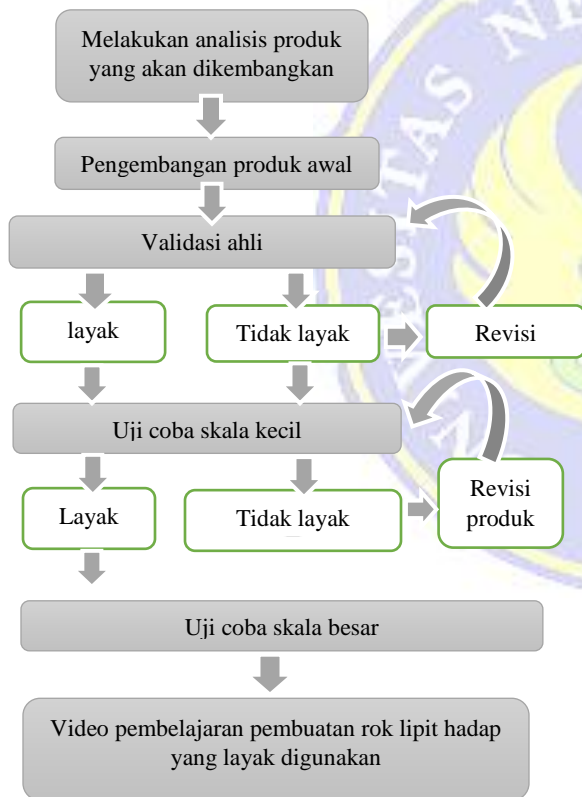 Melakukan analisis produk
yang akan dikembangkan
Pengembangan produk awal
Validasi ahli
layak
Tidak layak
Revisi
Uji coba skala kecil
Layak
Tidak layak
Revisi
produk
Uji coba skala besar
Video pembelajaran pembuatan rok lipit hadap
yang layak digunakan